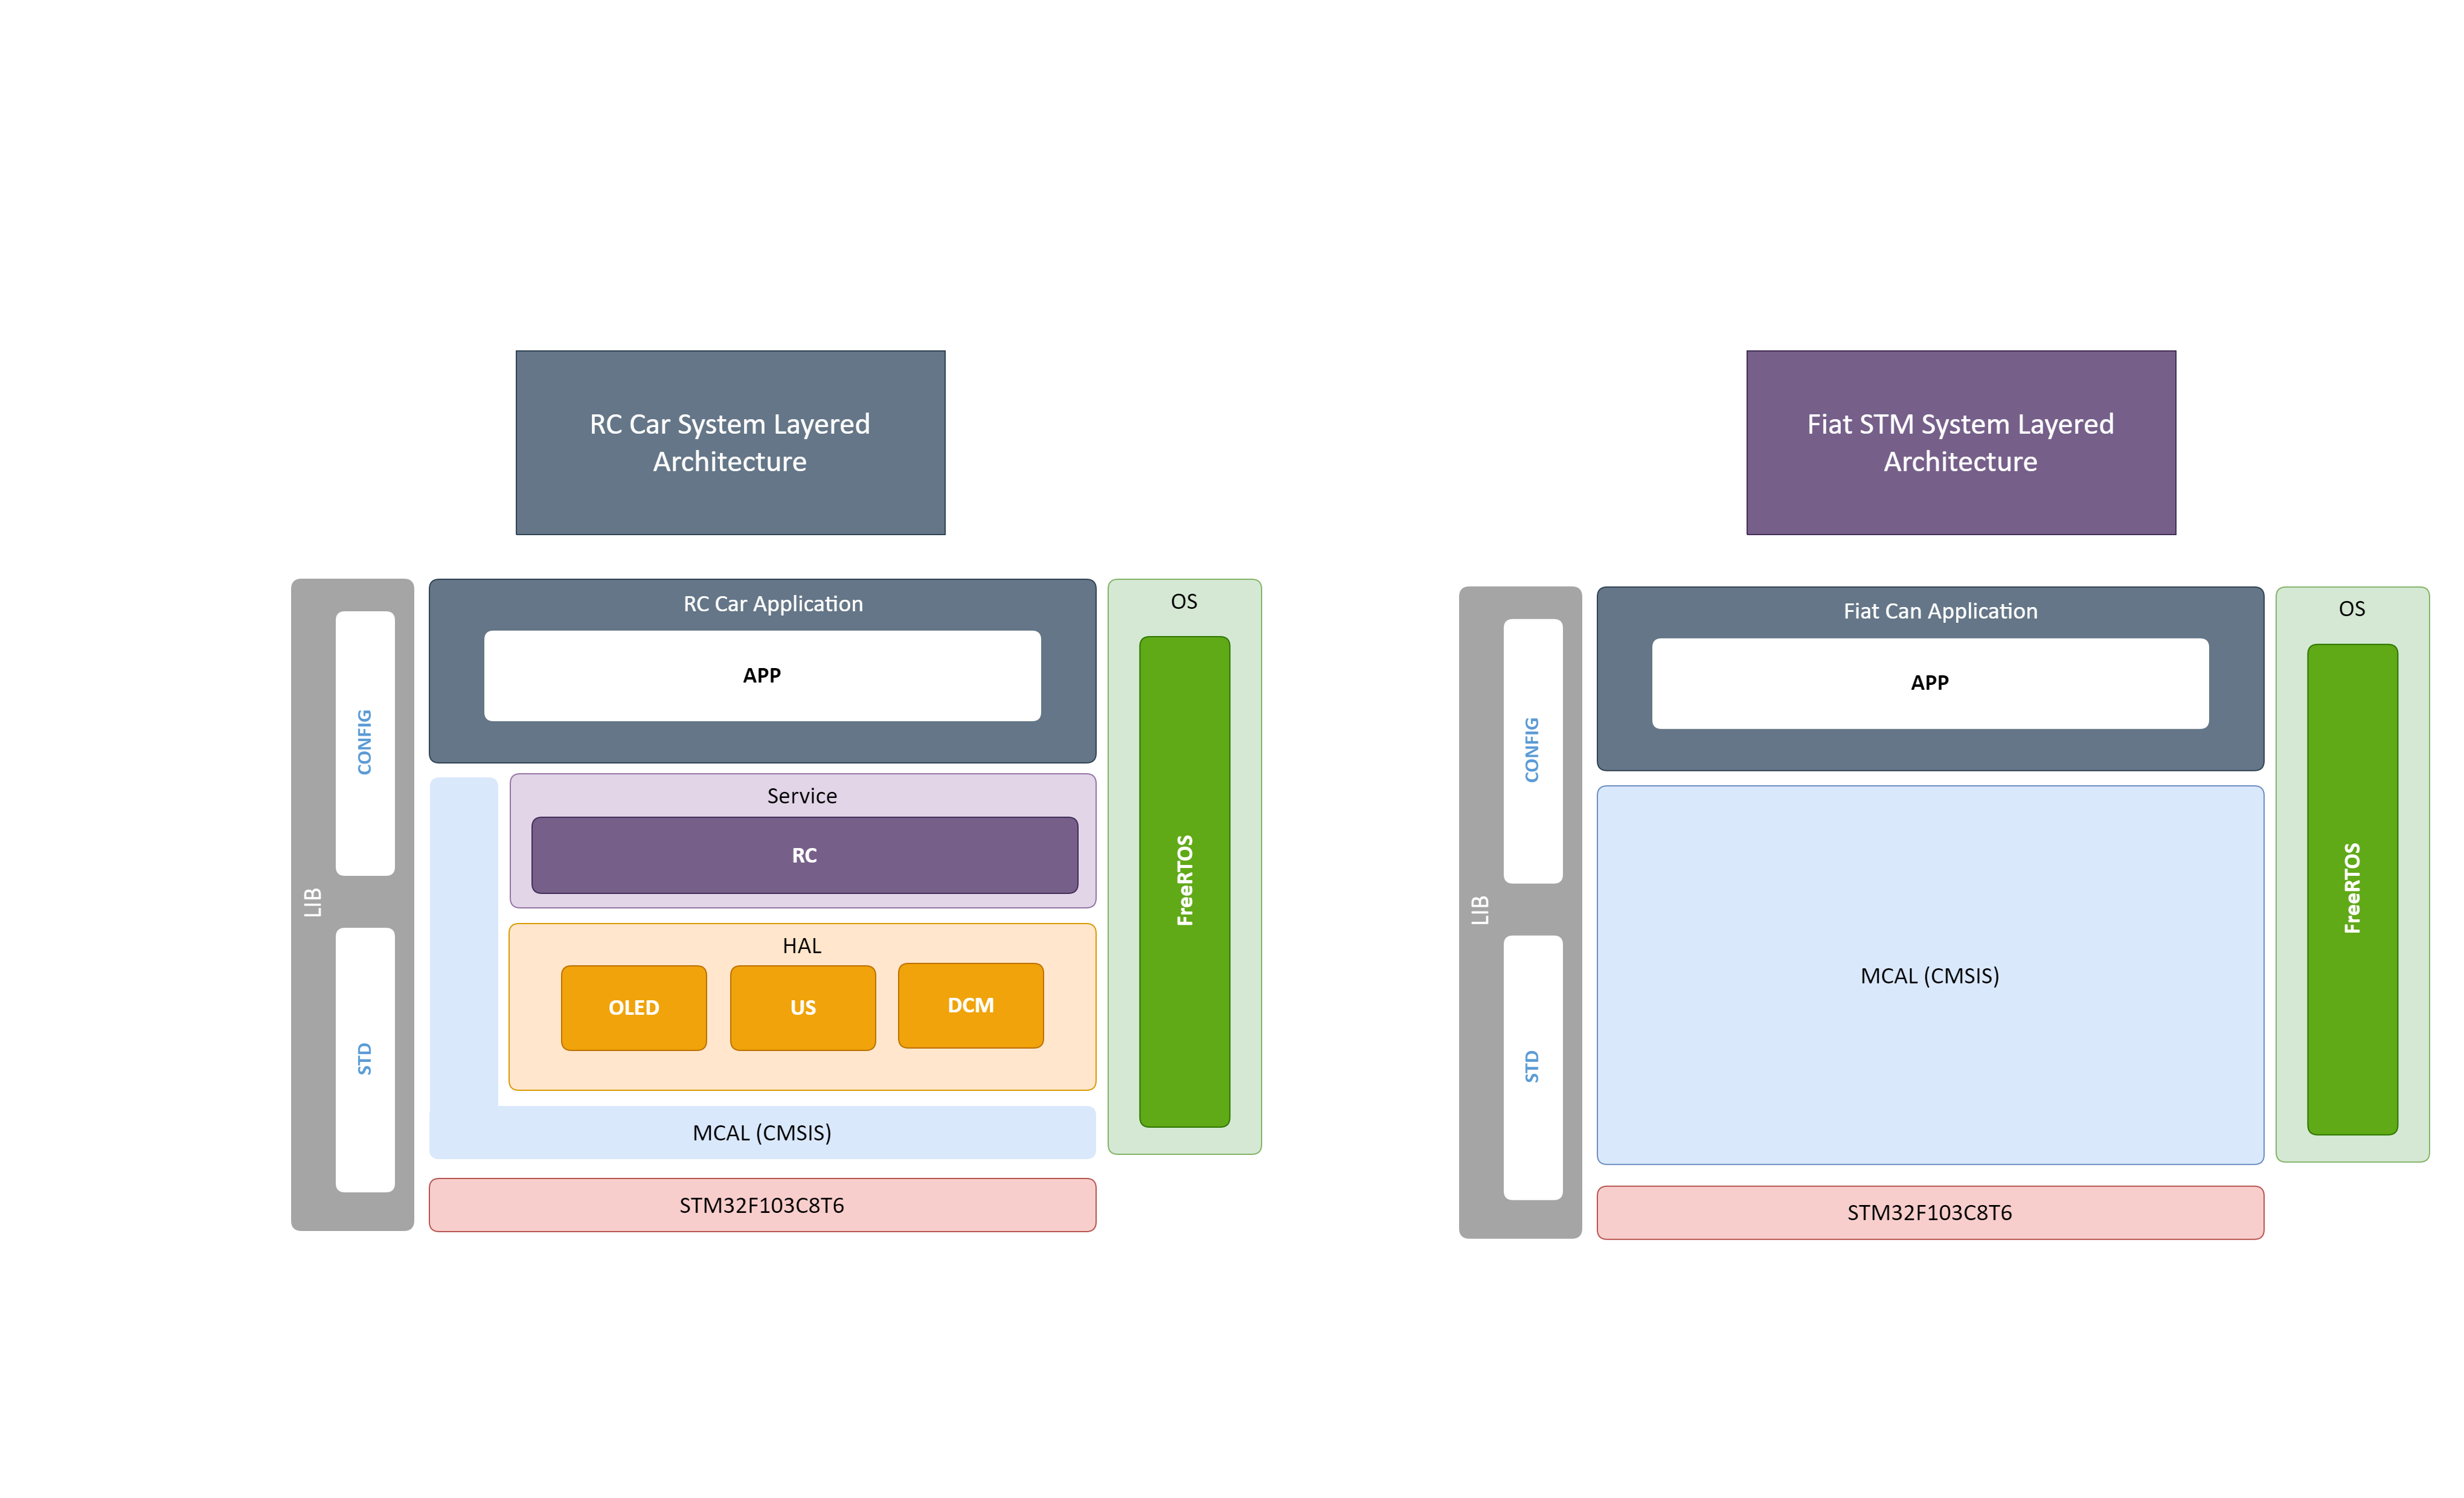 RC Car System Layered
Architecture
LIB
CONFIG
STD
RC Car Application
APP
Service
RC
HAL
OLED
US
DCM
MCAL (CMSIS)
STM32F103C8T6
OS
FreeRTOS
Fiat STM System Layered
Architecture
LIB
CONFIG
STD
Fiat Can Application
APP
MCAL (CMSIS)
STM32F103C8T6
OS
FreeRTOS